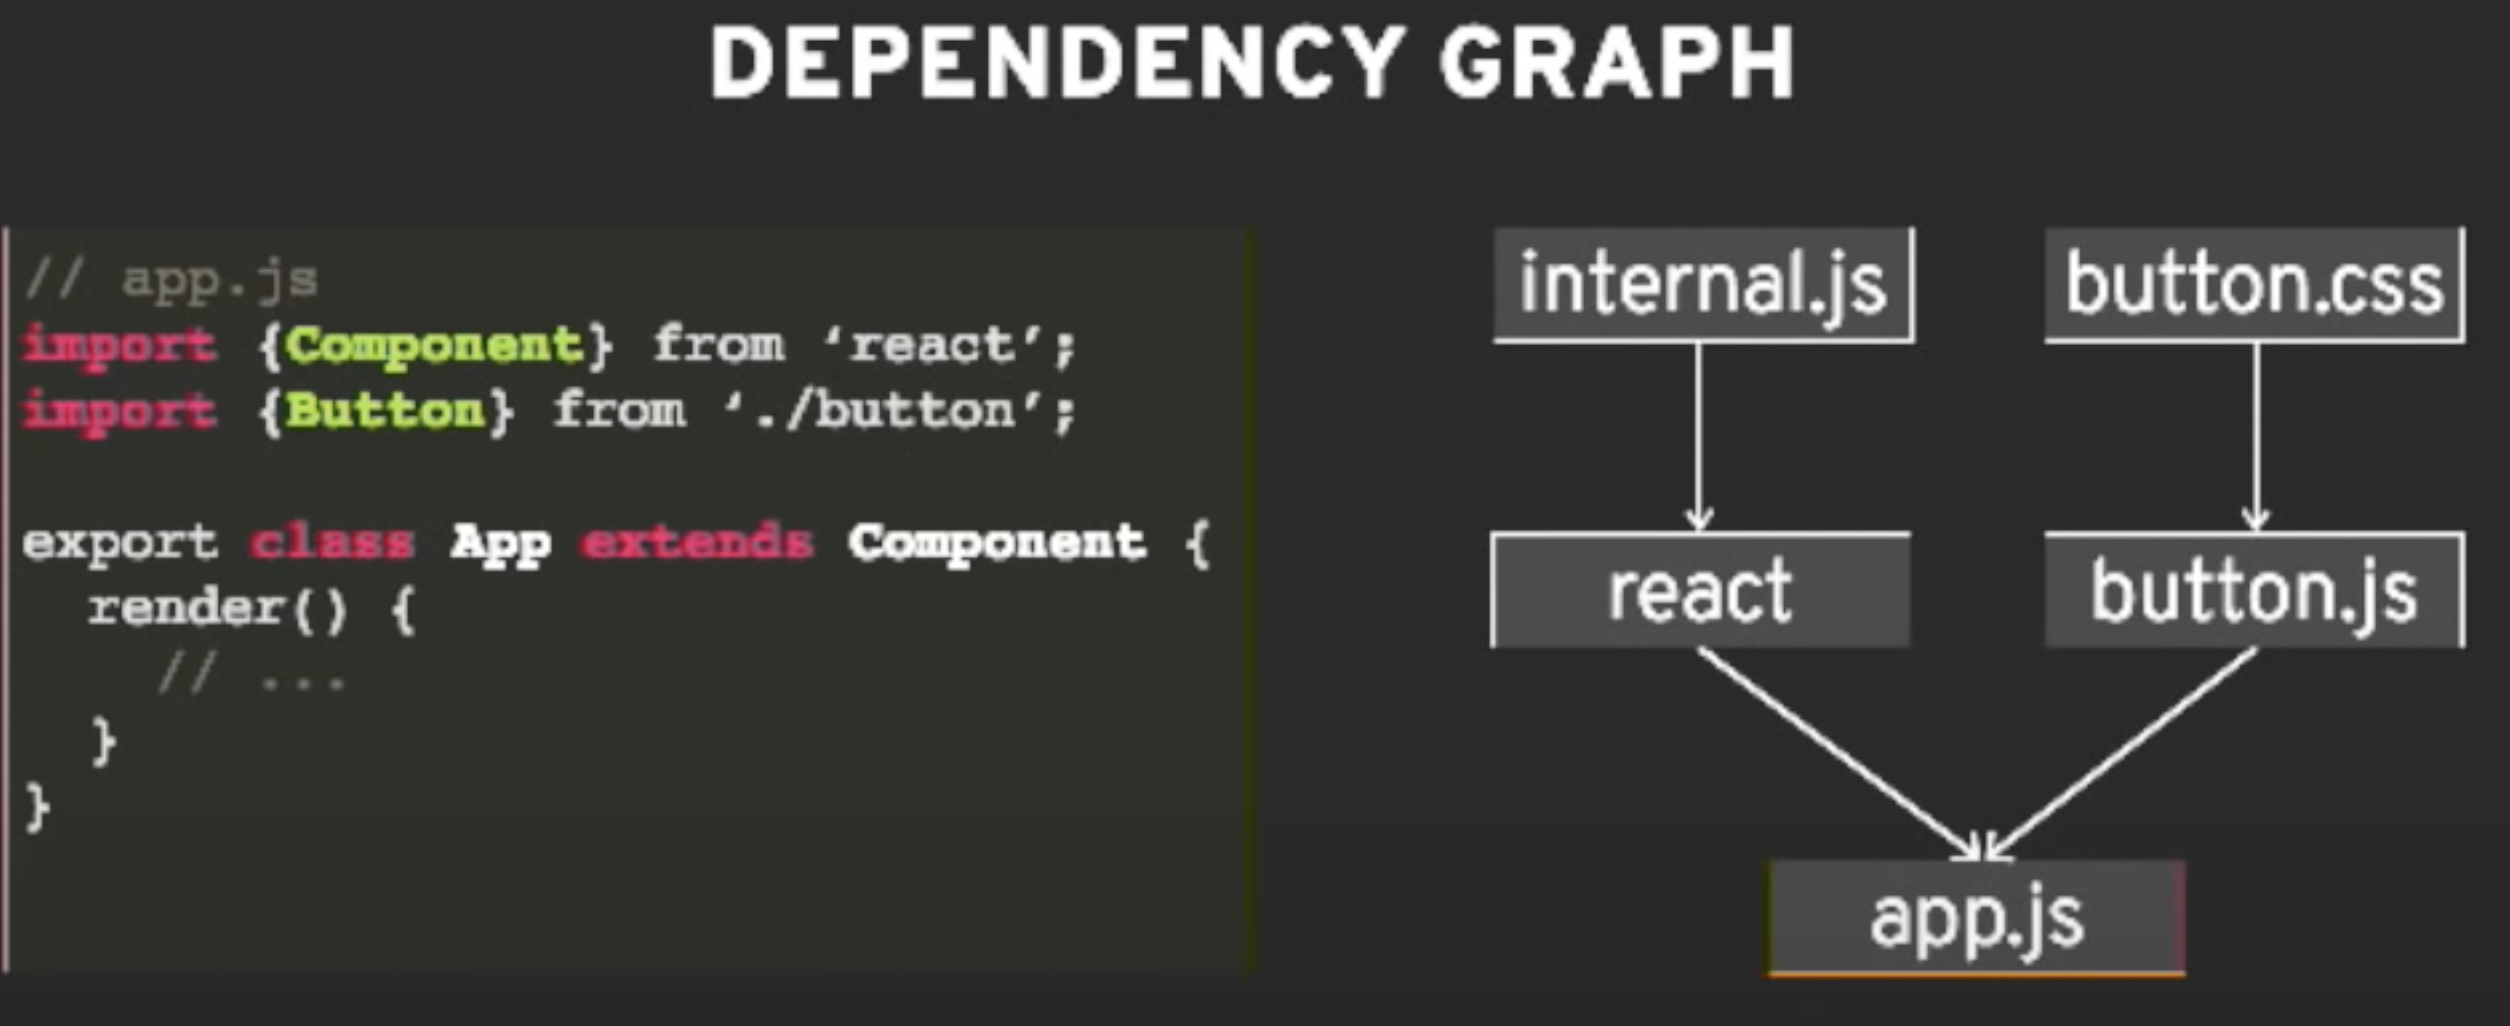 DEPENDENCY GRAPH
// app.js
import {Component} from ‘react’;
import {Button} from ‘./button’;
export class App extends Component {
render() {
// ...
}
}
internal.js
button.css
react
button.js
app.js